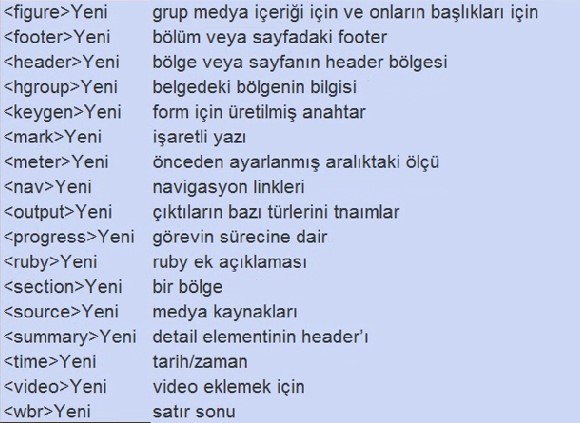 <figure>Yeni grup medya içeriği için ve onların başlıkları için
<footer>Yeni bölüm veya sayfadaki footer
<header>Yeni bölge veya sayfanın header bölgesi
<hgroup>Yeni belgedeki bölgenin bilgisi
<keygen>Yeni form için üretilmiş anahtar
<mark>Yeni işaretli yazı
<meter>Yeni önceden ayarlanmış aralıktaki ölçü
<nav>Yeni navigasyon linkleri
<output>Yeni çıktıların bazı türlerini tnaımlar
<progress>Yeni görevin sürecine dair
<ruby>Yeni ruby ek açıklaması
<section>Yeni bir bölge
<source>Yeni medya kaynakları
<summary>Yeni detail elementinin header’ı
<time>Yeni tarih/zaman
<video>Yeni video eklemek için
<wbr>Yeni satır sonu